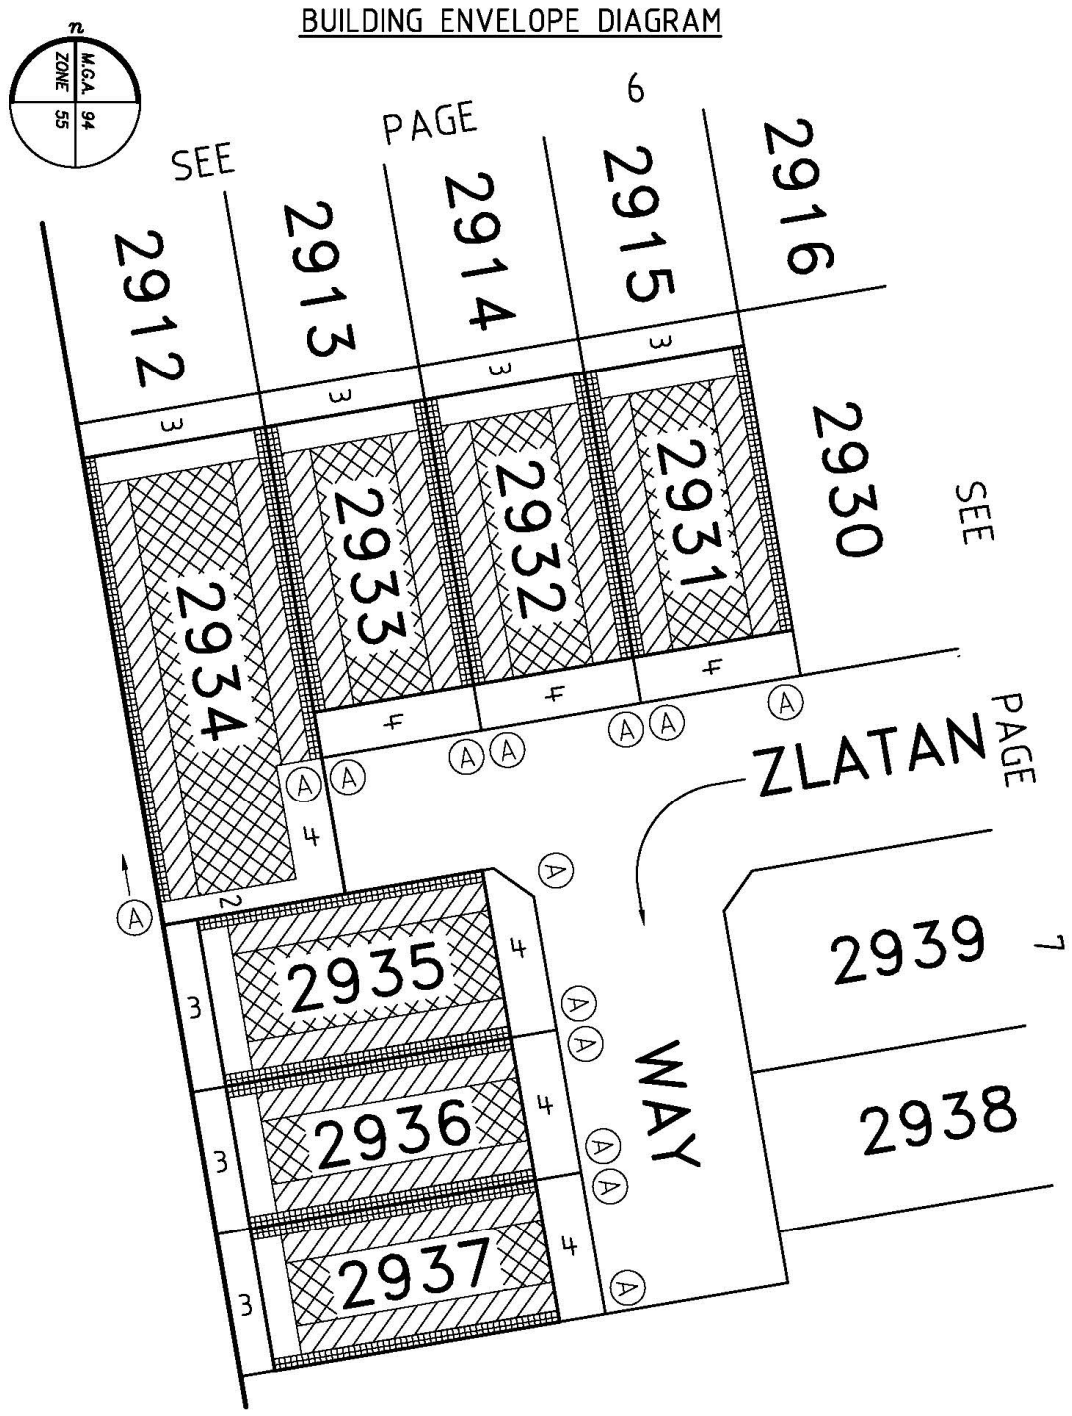 BUILDING ENVELOPE DIAGRAM
n
M.G.A. 94
ZONE 55
SEE PAGE 6
2912
2913
2914
2915
2916
3
3
3
3
2934
2933
2932
2931
2930
SEE PAGE 7
4
4
4
4
2
A
A
A
A
A
A
A
A
A
ZLATAN WAY
A
2935
4
3
A
A
2936
4
3
A
A
2937
4
3
A
2939
2938